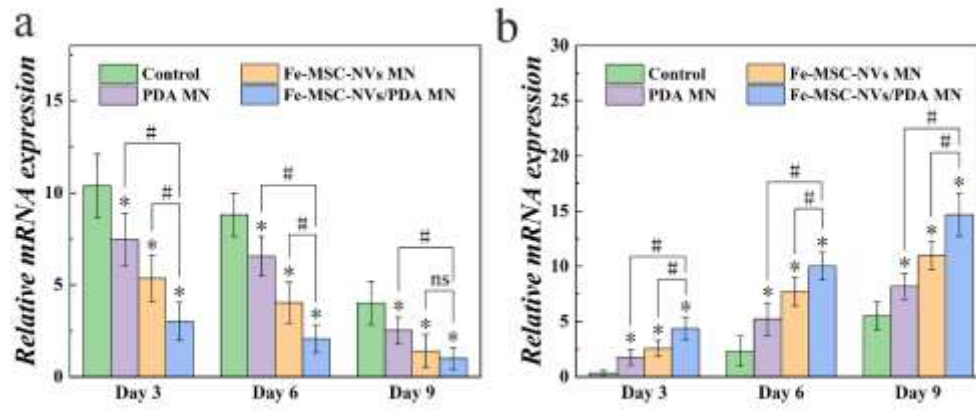 a
Relative mRNA expression
15
10
5
0
Control
PDA MN
Fe-MSC-NVs MN
Fe-MSC-NVs/PDA MN
#
#
*
*
*
#
#
*
*
*
#
ns
*
*
*
Day 3
Day 6
Day 9
b
Relative mRNA expression
30
25
20
15
10
5
0
Control
PDA MN
Fe-MSC-NVs MN
Fe-MSC-NVs/PDA MN
#
#
*
*
*
#
#
*
*
*
#
#
*
*
*
Day 3
Day 6
Day 9